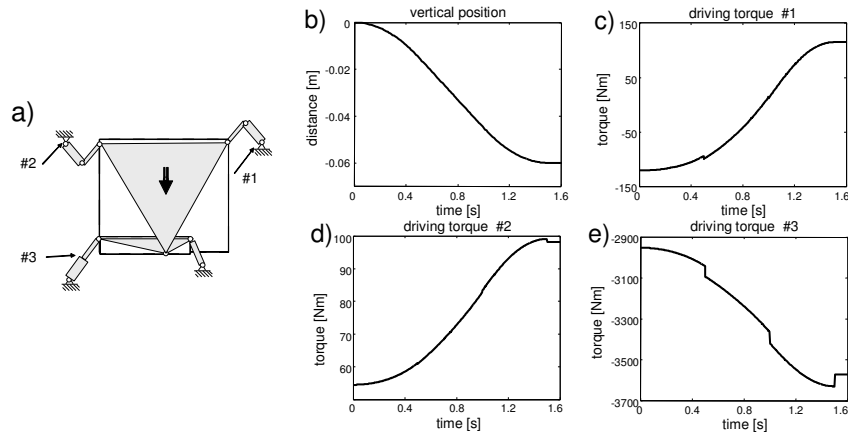 a)
#2
#1
#3
b)
vertical position
distance [m]
0
-0.02
-0.04
-0.06
0 0.4 0.8 1.2 1.6
time [s]
c)
driving torque #1
torque [Nm]
150
50
-50
-150
0 0.4 0.8 1.2 1.6
time [s]
d)
driving torque #2
torque [Nm]
100
90
80
70
60
0 0.4 0.8 1.2 1.6
time [s]
e)
driving torque #3
torque [Nm]
-2900
-3100
-3300
-3500
-3700
0 0.4 0.8 1.2 1.6
time [s]